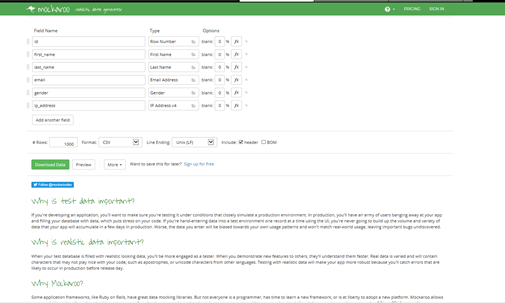 mockaroo realistic data generator
PRICING SIGN IN
Field Name Type Options
id Row Number blank: 0 % fx ×
first_name First Name blank: 0 % fx ×
last_name Last Name blank: 0 % fx ×
email Email Address blank: 0 % fx ×
gender Gender blank: 0 % fx ×
ip_address IP Address v4 blank: 0 % fx ×
Add another field
# Rows: 1000 Format: CSV Line Ending: Unix (LF) Include: header BOM
Download Data Preview More Want to save this for later? Sign up for free.
Follow @mockaroodev
Why is test data important?
If you're developing an application, you'll want to make sure you're testing it under conditions that closely simulate a production environment. In production, you'll have an army of users banging away at your app
and filling your database with data, which puts stress on your code. If you're hand-entering data into a test environment one record at a time using the UI, you're never going to build up the volume and variety of
data that your app will accumulate in a few days in production. Worse, the data you enter will be biased towards your own usage patterns and won't match real-world usage, leaving important bugs undiscovered.
Why is realistic data important?
When your test database is filled with realistic looking data, you'll be more engaged as a tester. When you demonstrate new features to others, they'll understand them faster. Real data is varied and will contain
characters that may not play nice with your code, such as apostrophes, or unicode characters from other languages. Testing with realistic data will make your app more robust because you'll catch errors that are
likely to occur in production before release day.
Why Mockaroo?
Some application frameworks, like Ruby on Rails, have great data mocking libraries. But not everyone is a programmer, has time to learn a new framework, or is at liberty to adopt a new platform. Mockaroo allows